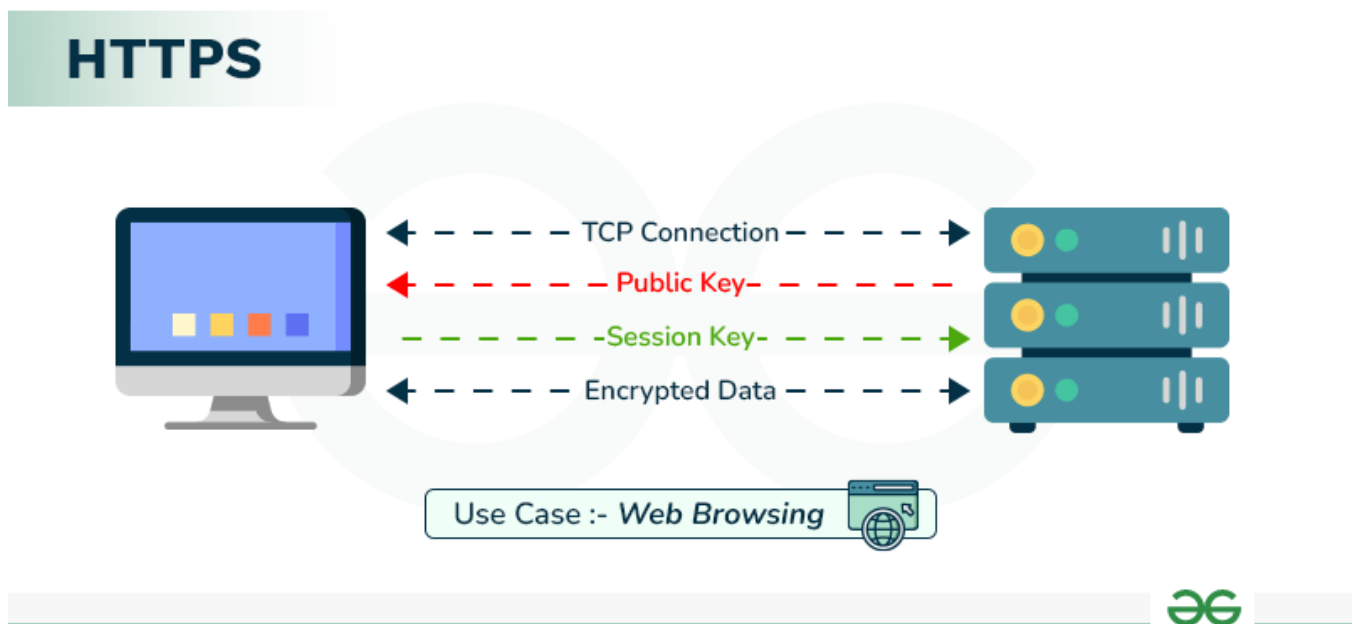 HTTPS
TCP Connection
Public Key
Session Key
Encrypted Data
Use Case :- Web Browsing